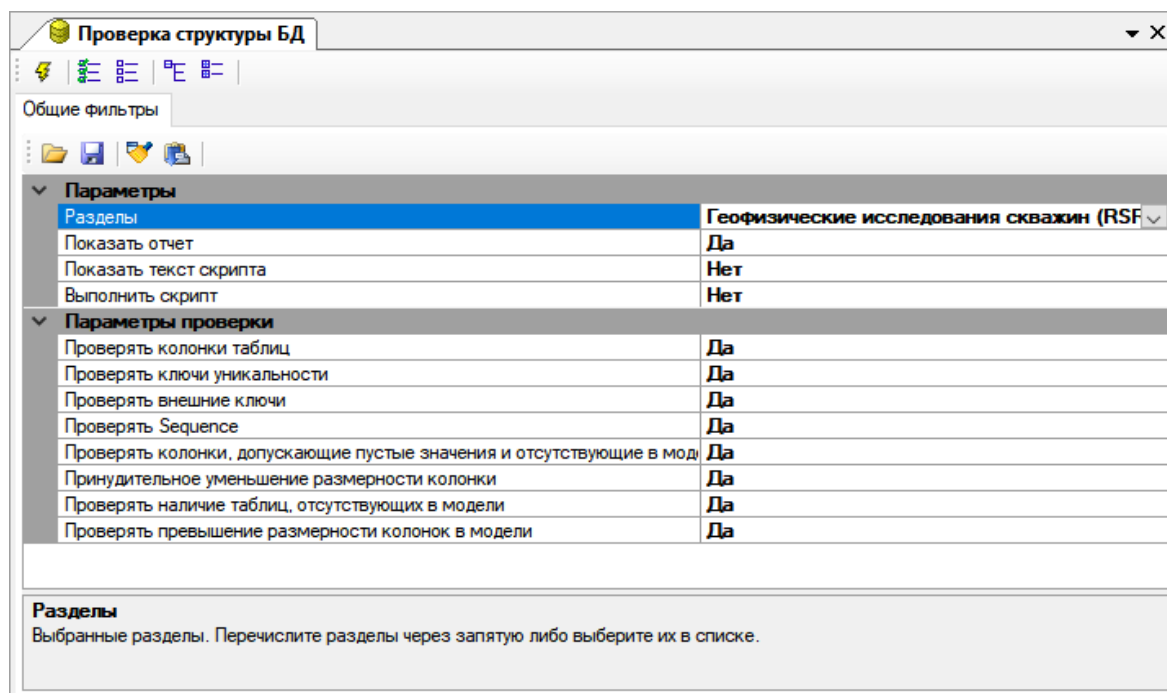 Проверка структуры БД
Общие фильтры
Параметры
Разделы Геофизические исследования скважин (RSF
Показать отчет Да
Показать текст скрипта Нет
Выполнить скрипт Нет
Параметры проверки
Проверять колонки таблиц Да
Проверять ключи уникальности Да
Проверять внешние ключи Да
Проверять Sequence Да
Проверять колонки, допускающие пустые значения и отсутствующие в мод Да
Принудительное уменьшение размерности колонки Да
Проверять наличие таблиц, отсутствующих в модели Да
Проверять превышение размерности колонок в модели Да
Разделы
Выбранные разделы. Перечислите разделы через запятую либо выберите их в списке.